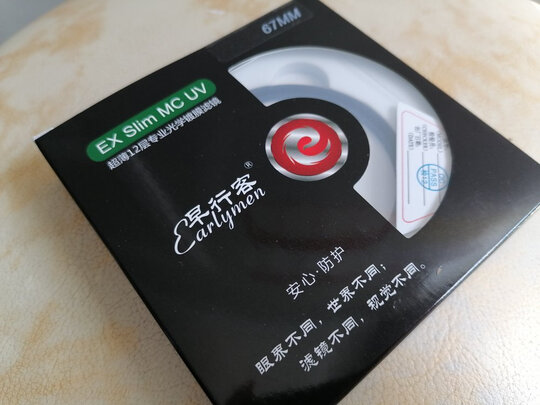 67MM
EX Slim MC UV
超薄12层专业光学镀膜滤镜
早行客®
Earlymen
安心·防护
眼界不同，世界不同；
滤镜不同，视觉不同。
PASS